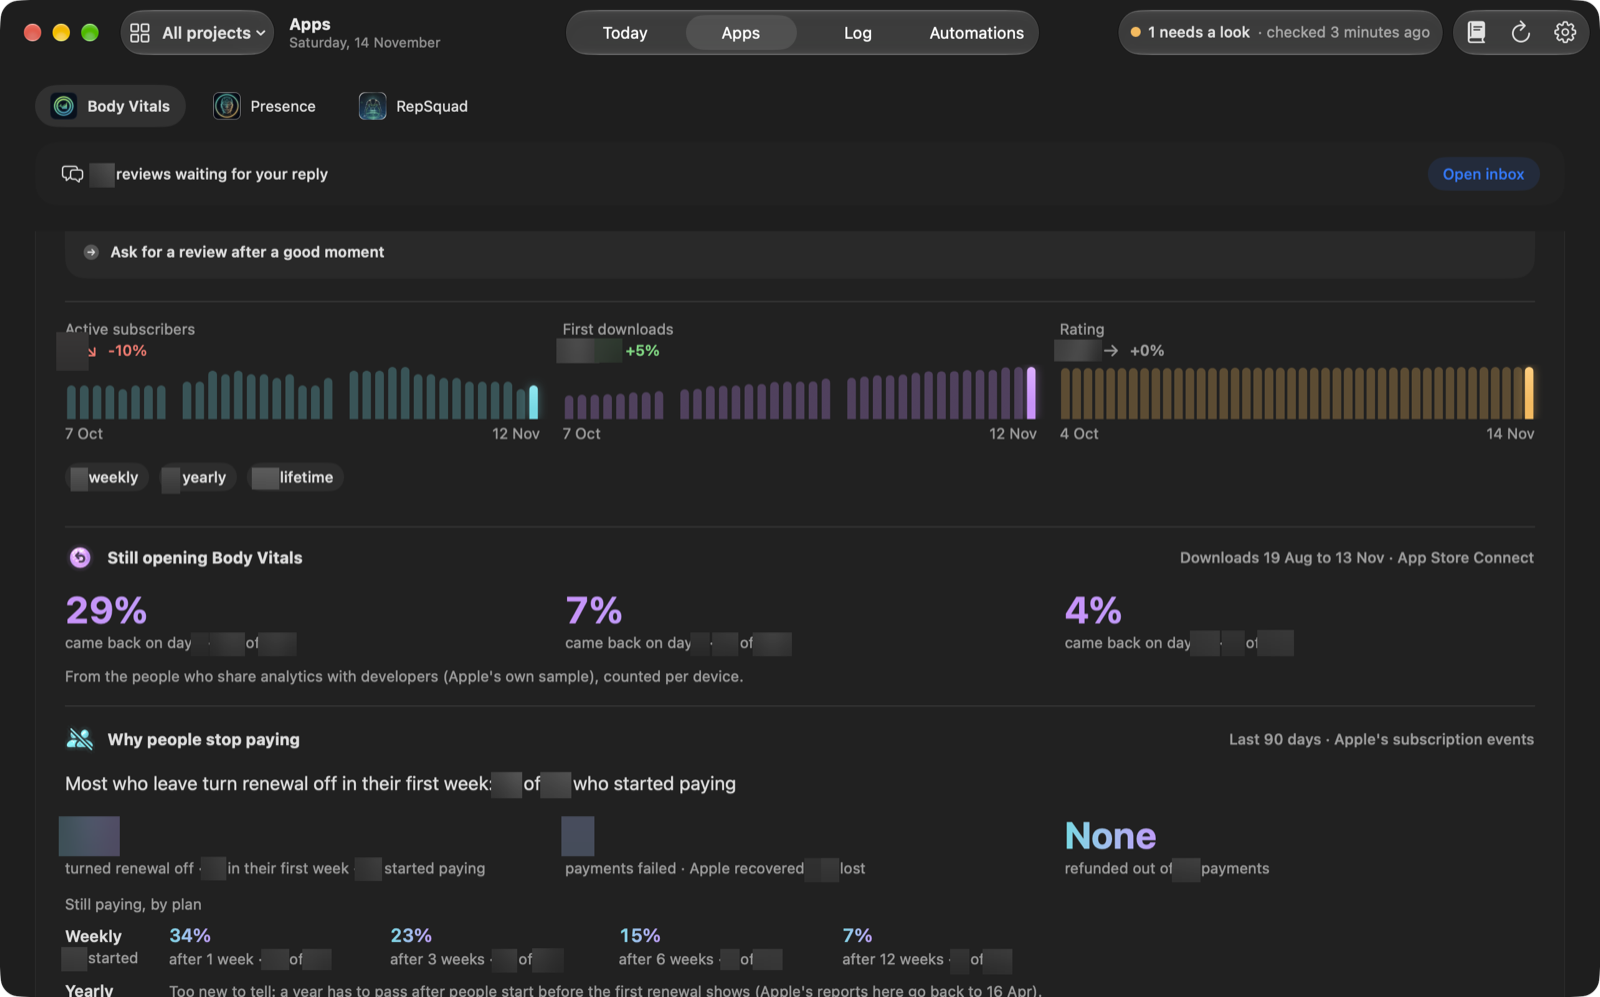 All projects
Apps
Saturday, 14 November
Today
Apps
Log
Automations
1 needs a look · checked 3 minutes ago
Body Vitals
Presence
RepSquad
reviews waiting for your reply
Open inbox
Ask for a review after a good moment
Active subscribers
-10%
7 Oct
12 Nov
First downloads
+5%
7 Oct
12 Nov
Rating
→ +0%
4 Oct
14 Nov
weekly
yearly
lifetime
Still opening Body Vitals
Downloads 19 Aug to 13 Nov · App Store Connect
29%
came back on day · of
7%
came back on day · of
4%
came back on day · of
From the people who share analytics with developers (Apple's own sample), counted per device.
Why people stop paying
Last 90 days · Apple's subscription events
Most who leave turn renewal off in their first week: of who started paying
turned renewal off · in their first week · started paying
payments failed · Apple recovered lost
None
refunded out of payments
Still paying, by plan
Weekly
started
34%
after 1 week · of
23%
after 3 weeks · of
15%
after 6 weeks · of
7%
after 12 weeks · of
Yearly
Too new to tell: a year has to pass after people start before the first renewal shows (Apple's reports here go back to 16 Apr).